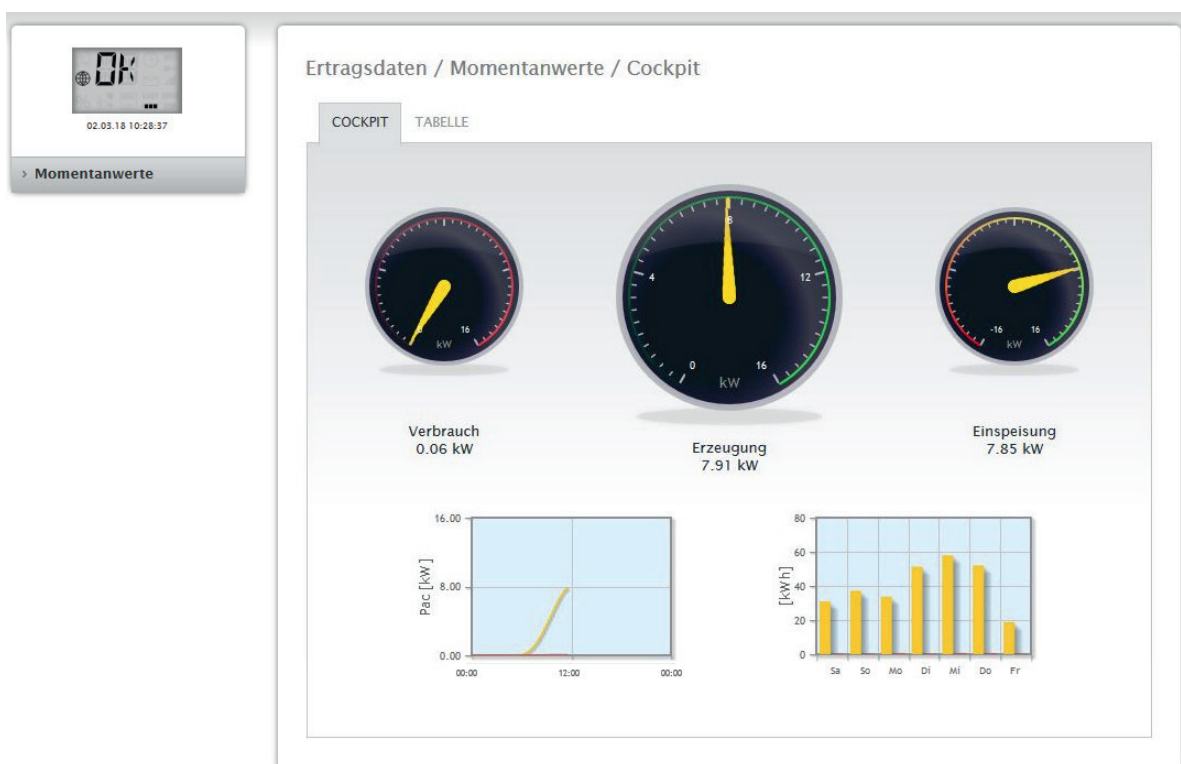 OK
02.03.18 10:28:37
› Momentanwerte
Ertragsdaten / Momentanwerte / Cockpit
COCKPIT TABELLE
0 16
kW
Verbrauch
0.06 kW
8
4 12
0 16
kW
Erzeugung
7.91 kW
-16 16
kW
Einspeisung
7.85 kW
16.00
8.00
0.00
Pac [kW]
00:00 12:00 00:00
80
60
40
20
0
[kWh]
Sa So Mo Di Mi Do Fr